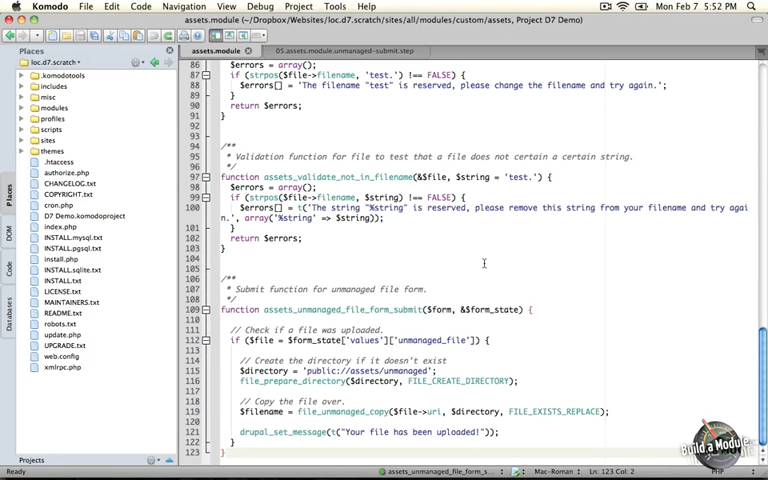 Komodo File Edit Code Navigation View Debug Project Tools Help Mon Feb 7 5:52 PM
assets.module (~/Dropbox/Websites/loc.d7.scratch/sites/all/modules/custom/assets, Project D7 Demo)
Places
assets.module
05.assets.module.unmanaged-submit.step
loc.d7.scratch
.komodotools
includes
misc
modules
profiles
scripts
sites
themes
.htaccess
authorize.php
CHANGELOG.txt
COPYRIGHT.txt
cron.php
D7 Demo.komodoproject
index.php
INSTALL.mysql.txt
INSTALL.pgsql.txt
install.php
INSTALL.sqlite.txt
INSTALL.txt
LICENSE.txt
MAINTAINERS.txt
README.txt
robots.txt
update.php
UPGRADE.txt
web.config
xmlrpc.php
Places
DOM
Code
Databases
86 $errors = array();
87 if (strpos($file->filename, 'test.') !== FALSE) {
88 $errors[] = 'The filename "test" is reserved, please change the filename and try again.';
89 }
90 return $errors;
91 }
92
93
94 /**
95 * Validation function for file to test that a file does not certain a certain string.
96 */
97 function assets_validate_not_in_filename(&$file, $string = 'test.') {
98 $errors = array();
99 if (strpos($file->filename, $string) !== FALSE) {
100 $errors[] = t('The string "%string" is reserved, please remove this string from your filename and try agai
n.', array('%string' => $string));
101 }
102 return $errors;
103 }
104
105
106 /**
107 * Submit function for unmanaged file form.
108 */
109 function assets_unmanaged_file_form_submit($form, &$form_state) {
110
111 // Check if a file was uploaded.
112 if ($file = $form_state['values']['unmanaged_file']) {
113
114 // Create the directory if it doesn't exist
115 $directory = 'public://assets/unmanaged';
116 file_prepare_directory($directory, FILE_CREATE_DIRECTORY);
117
118 // Copy the file over.
119 $filename = file_unmanaged_copy($file->uri, $directory, FILE_EXISTS_REPLACE);
120
121 drupal_set_message(t("Your file has been uploaded!"));
122 }
123 }
Build a Module
Projects
Ready
assets_unmanaged_file_form_s...
Mac-Roman
Ln: 123 Col: 2
PHP